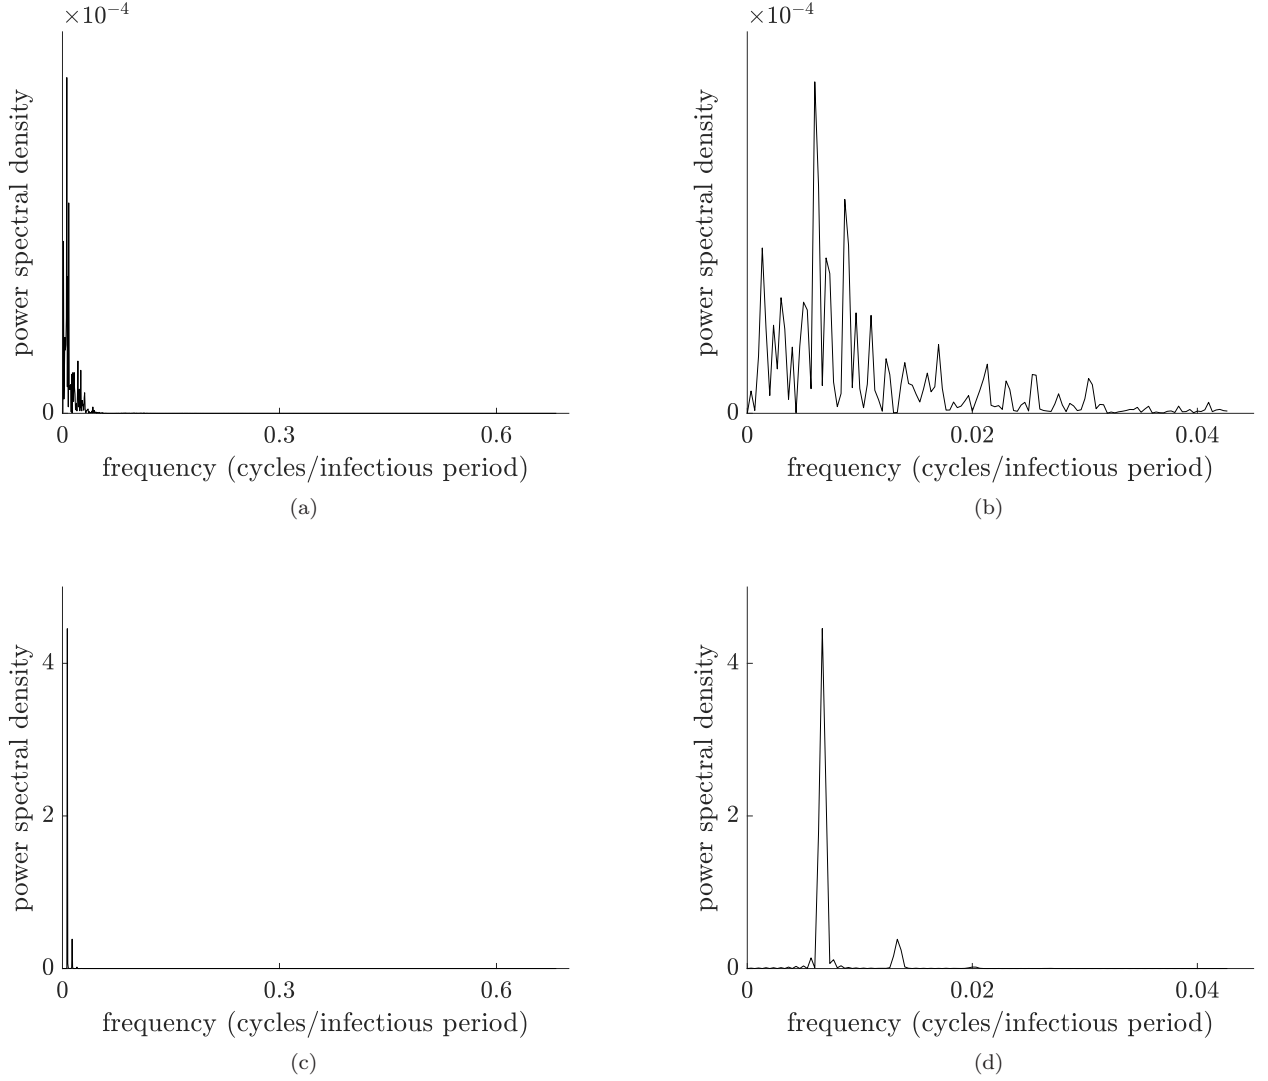 ×10−4
power spectral density
0
0 0.3 0.6
frequency (cycles/infectious period)
(a)
×10−4
power spectral density
0
0 0.02 0.04
frequency (cycles/infectious period)
(b)
power spectral density
4
2
0
0 0.3 0.6
frequency (cycles/infectious period)
(c)
power spectral density
4
2
0
0 0.02 0.04
frequency (cycles/infectious period)
(d)